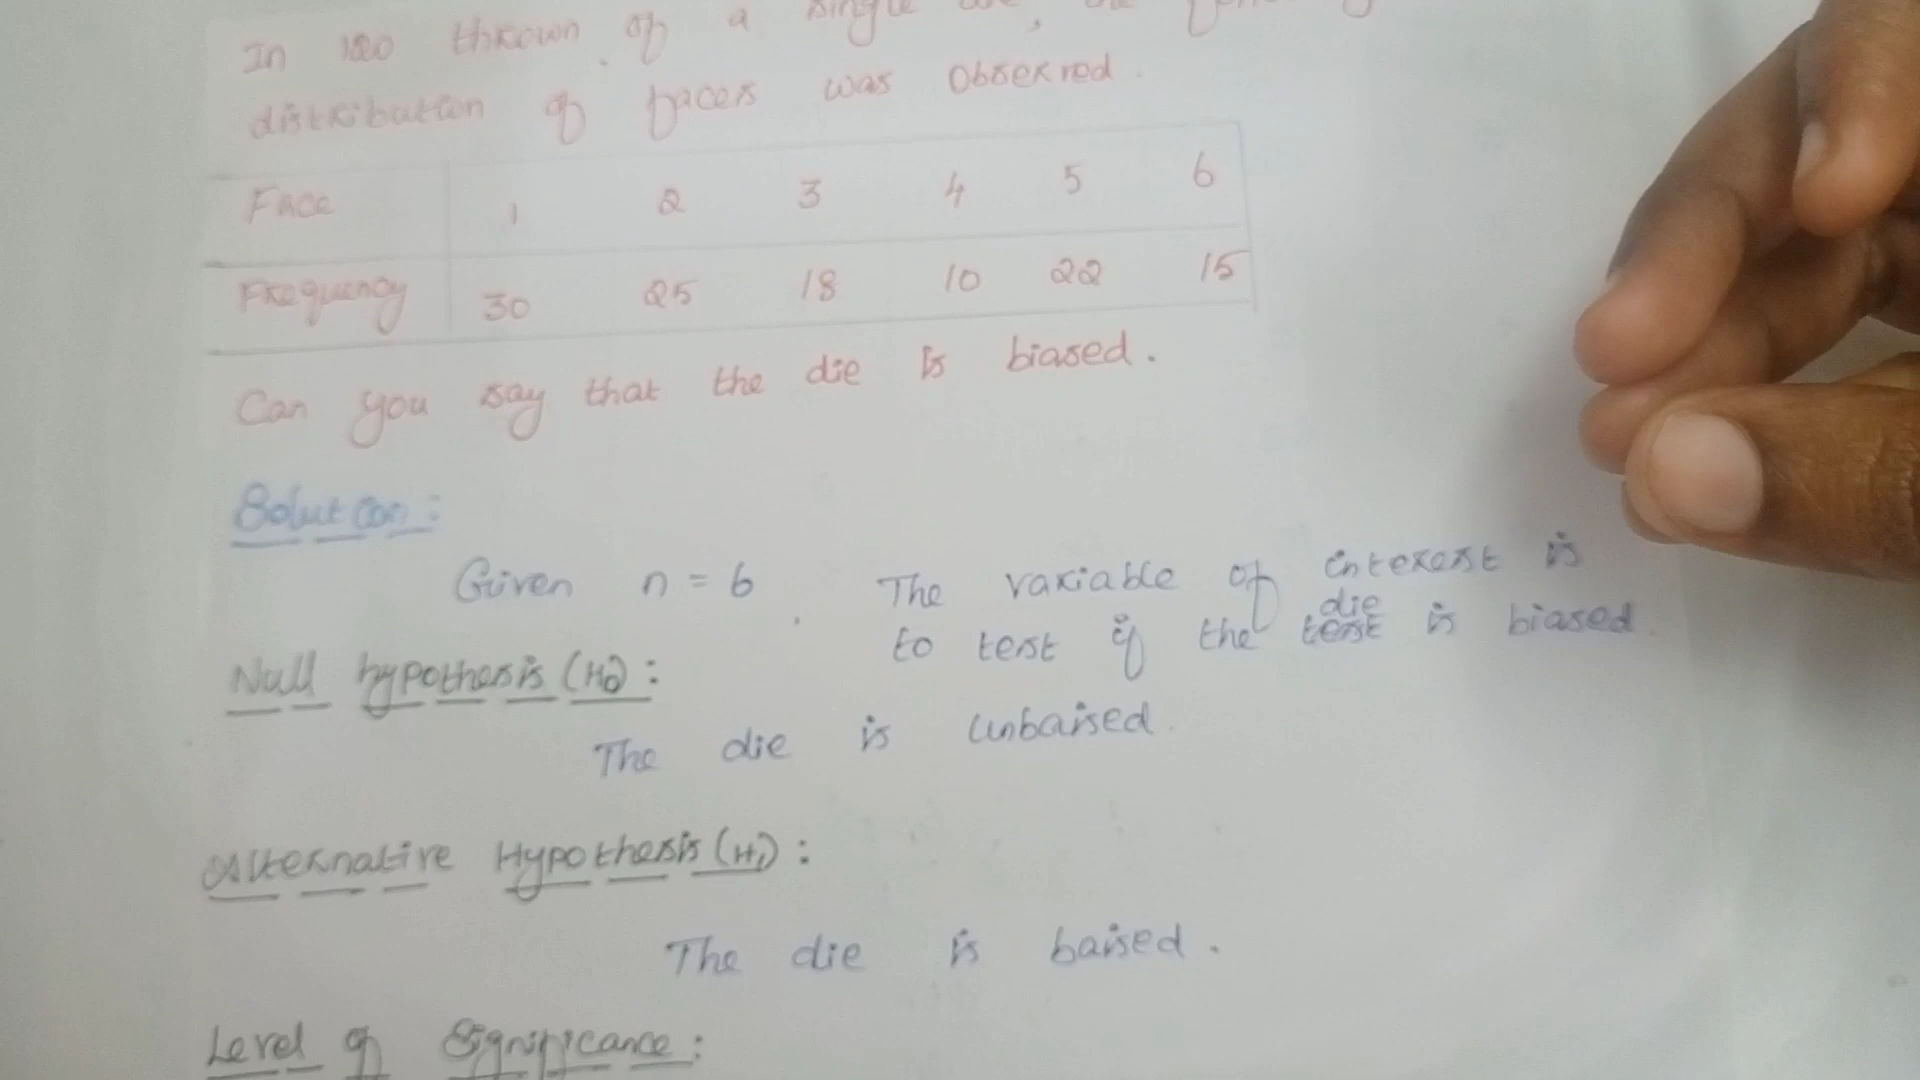 In 120 thrown of a single
distribution of faces was Observed.
Face 1 2 3 4 5 6
Frequency 30 25 18 10 22 15
Can you say that the die is biased.
Solution:
Given n = 6. The variable of interest is
to test if the die test is biased.
Null hypothesis (H0):
The die is unbaised.
Alternative Hypothesis (H1):
The die is baised.
Level of Significance: